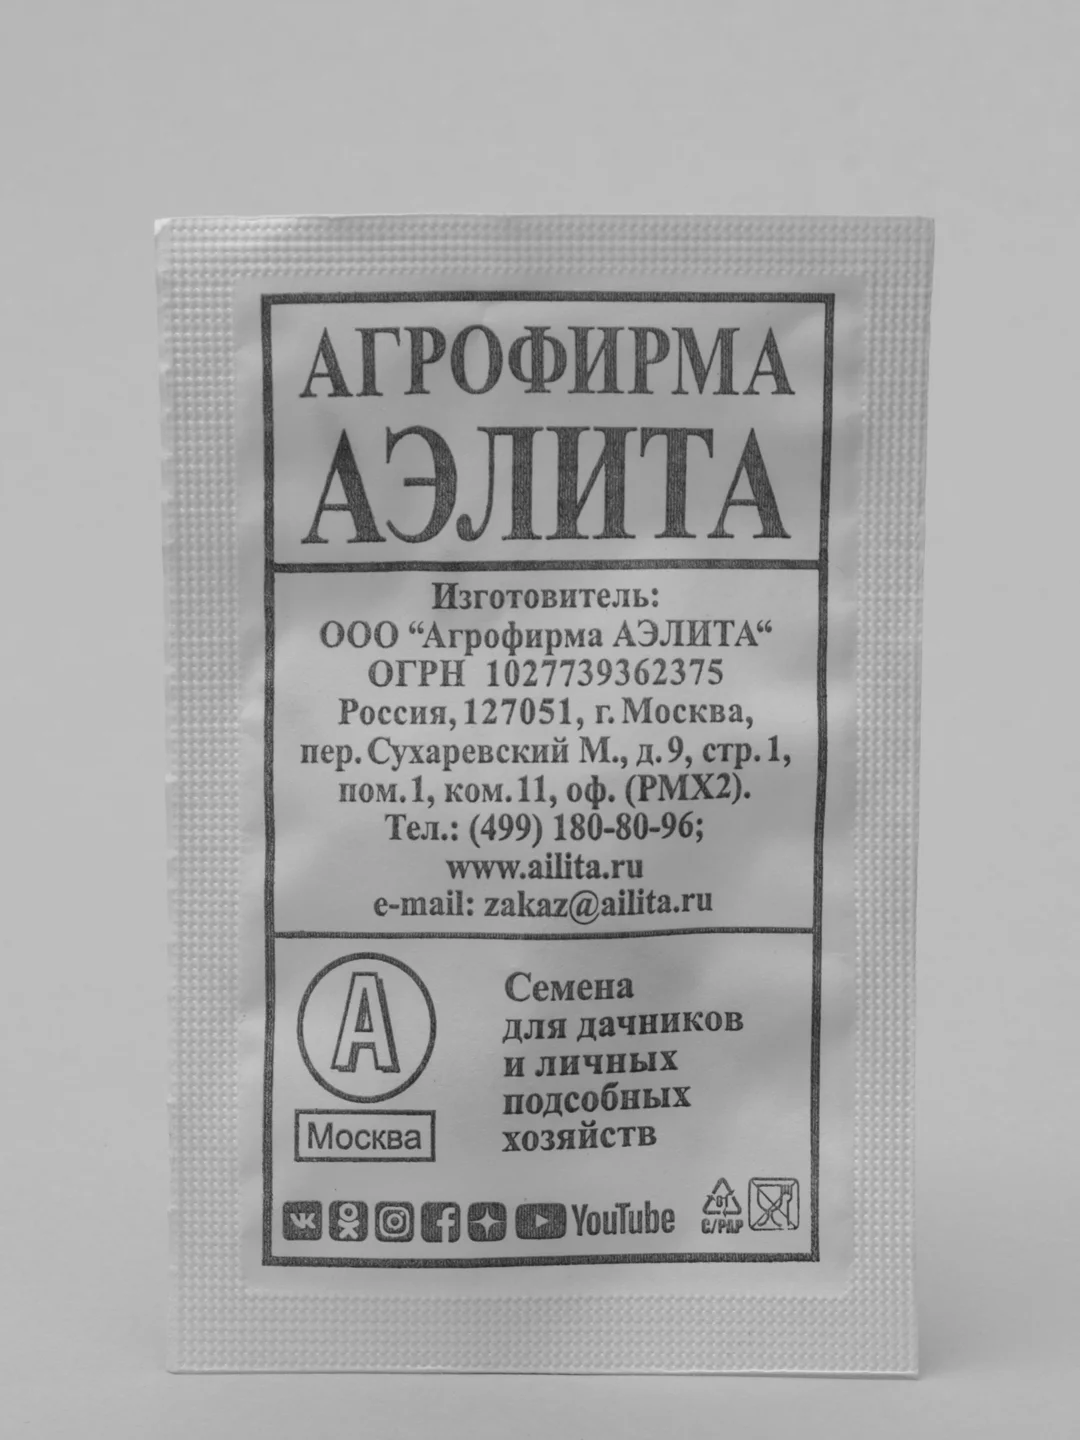 АГРОФИРМА
АЭЛИТА
Изготовитель:
ООО “Агрофирма АЭЛИТА“
ОГРН 1027739362375
Россия, 127051, г. Москва,
пер. Сухаревский М., д. 9, стр. 1,
пом. 1, ком. 11, оф. (РМХ2).
Тел.: (499) 180-80-96;
www.ailita.ru
e-mail: zakaz@ailita.ru
А
Москва
Семена
для дачников
и личных
подсобных
хозяйств
YouTube
81
C/PAP